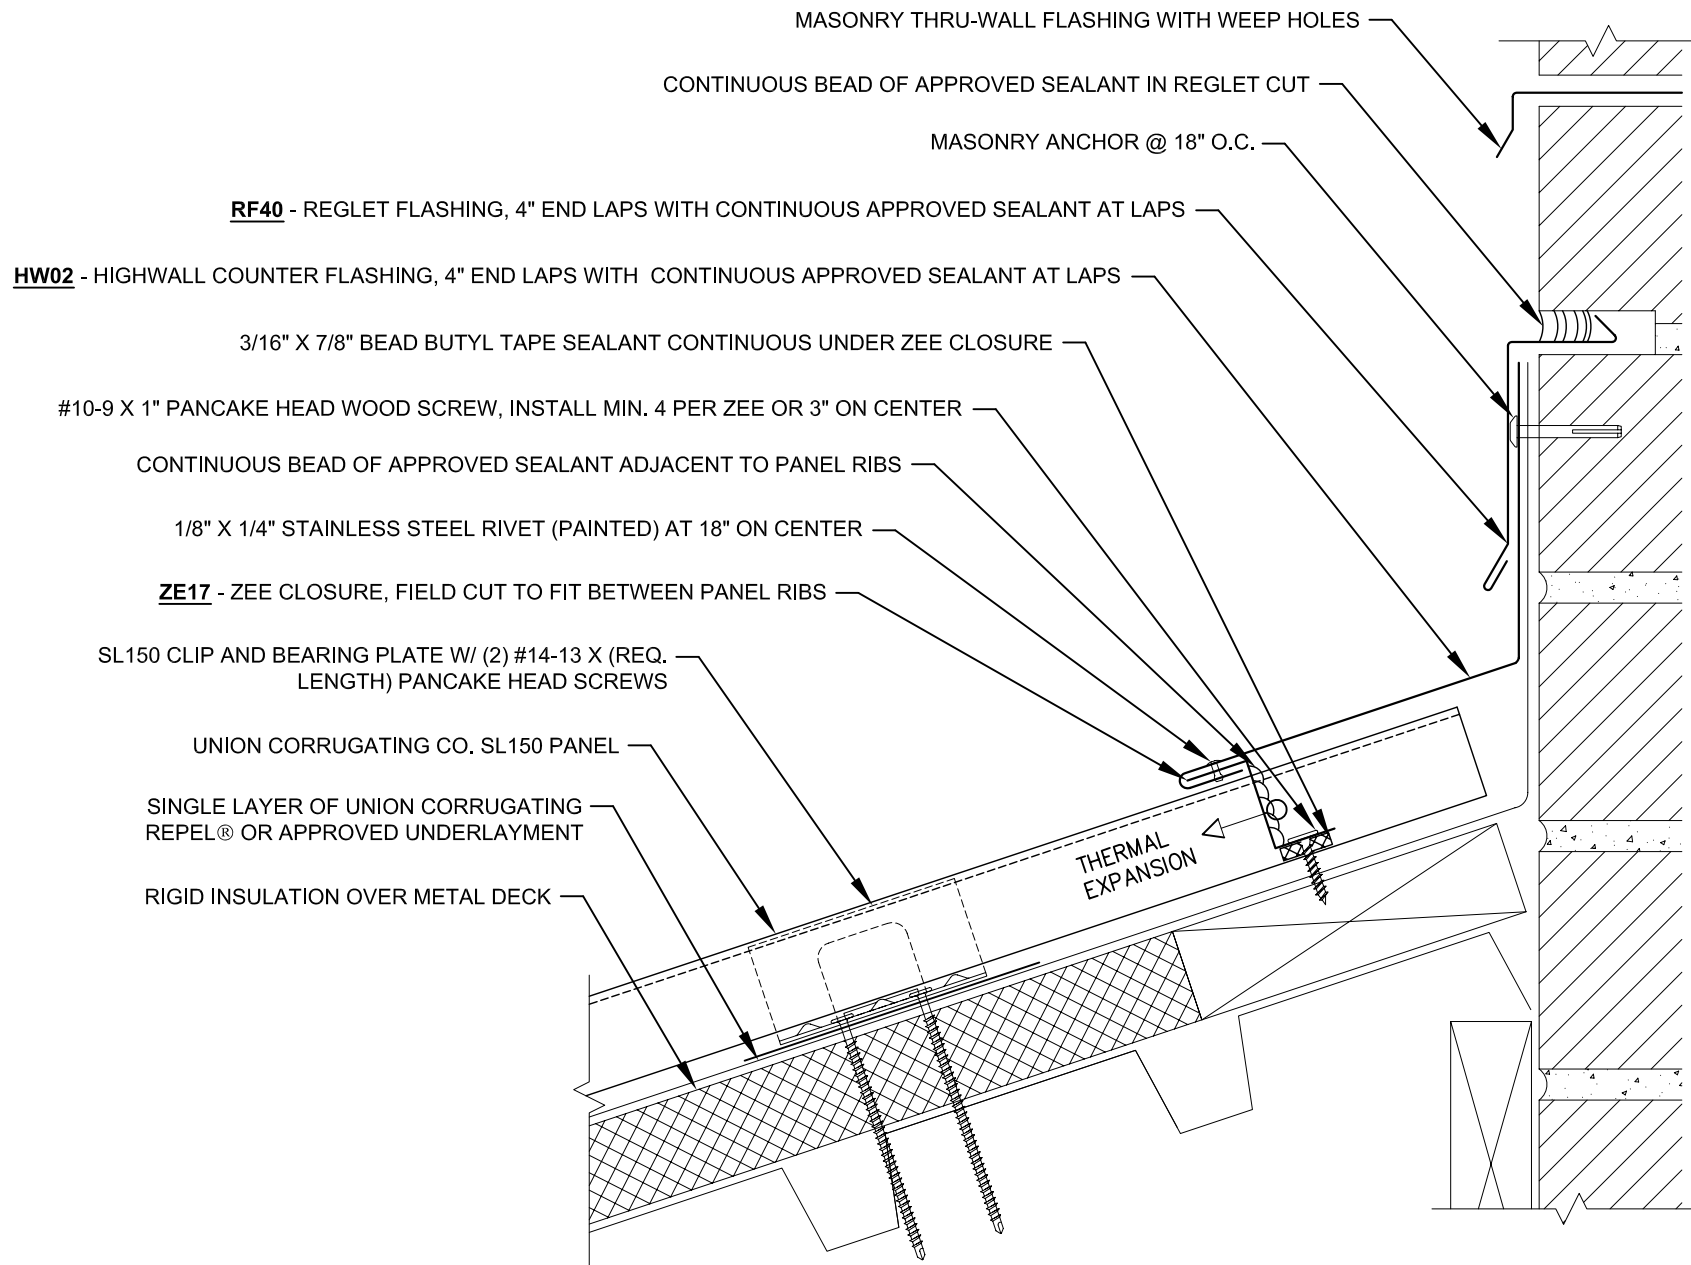 MASONRY THRU-WALL FLASHING WITH WEEP HOLES
CONTINUOUS BEAD OF APPROVED SEALANT IN REGLET CUT
MASONRY ANCHOR @ 18" O.C.
RF40 - REGLET FLASHING, 4" END LAPS WITH CONTINUOUS APPROVED SEALANT AT LAPS
HW02 - HIGHWALL COUNTER FLASHING, 4" END LAPS WITH CONTINUOUS APPROVED SEALANT AT LAPS
3/16" X 7/8" BEAD BUTYL TAPE SEALANT CONTINUOUS UNDER ZEE CLOSURE
#10-9 X 1" PANCAKE HEAD WOOD SCREW, INSTALL MIN. 4 PER ZEE OR 3" ON CENTER
CONTINUOUS BEAD OF APPROVED SEALANT ADJACENT TO PANEL RIBS
1/8" X 1/4" STAINLESS STEEL RIVET (PAINTED) AT 18" ON CENTER
ZE17 - ZEE CLOSURE, FIELD CUT TO FIT BETWEEN PANEL RIBS
SL150 CLIP AND BEARING PLATE W/ (2) #14-13 X (REQ.
LENGTH) PANCAKE HEAD SCREWS
UNION CORRUGATING CO. SL150 PANEL
SINGLE LAYER OF UNION CORRUGATING
REPEL® OR APPROVED UNDERLAYMENT
RIGID INSULATION OVER METAL DECK
THERMAL
EXPANSION